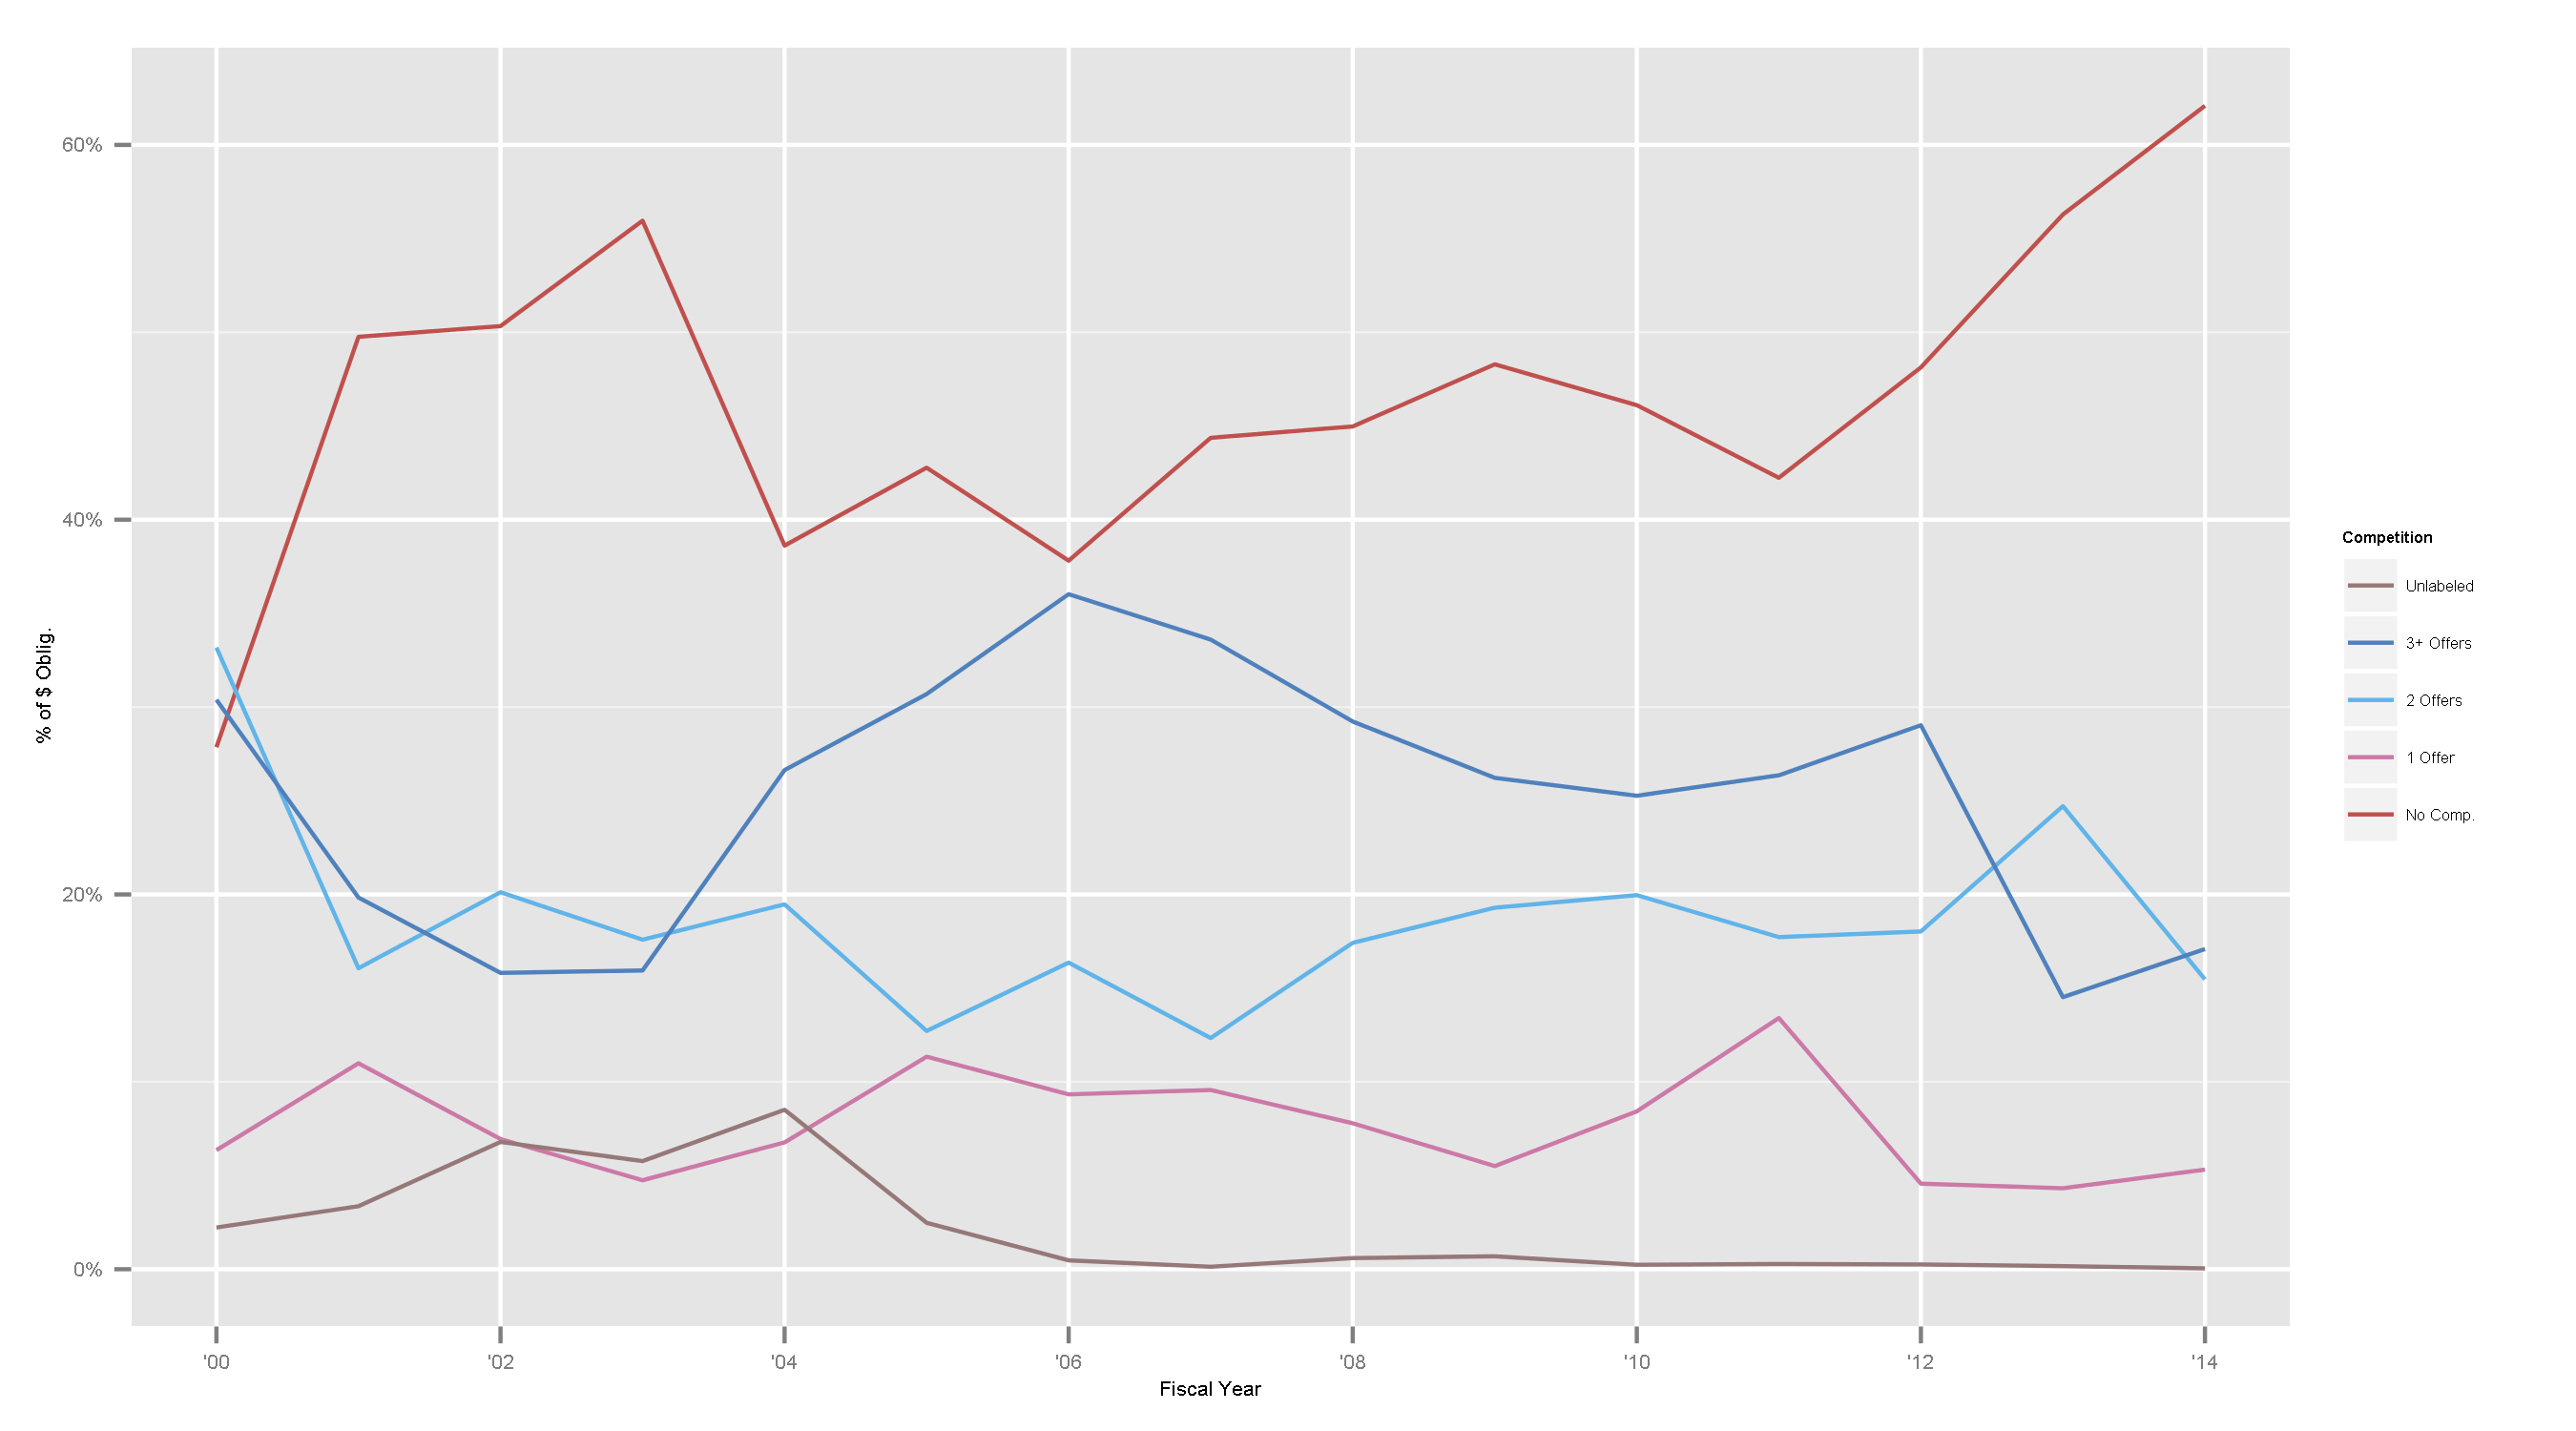 60%
40%
20%
0%
% of $ Oblig.
'00
'02
'04
'06
'08
'10
'12
'14
Fiscal Year
Competition
Unlabeled
3+ Offers
2 Offers
1 Offer
No Comp.